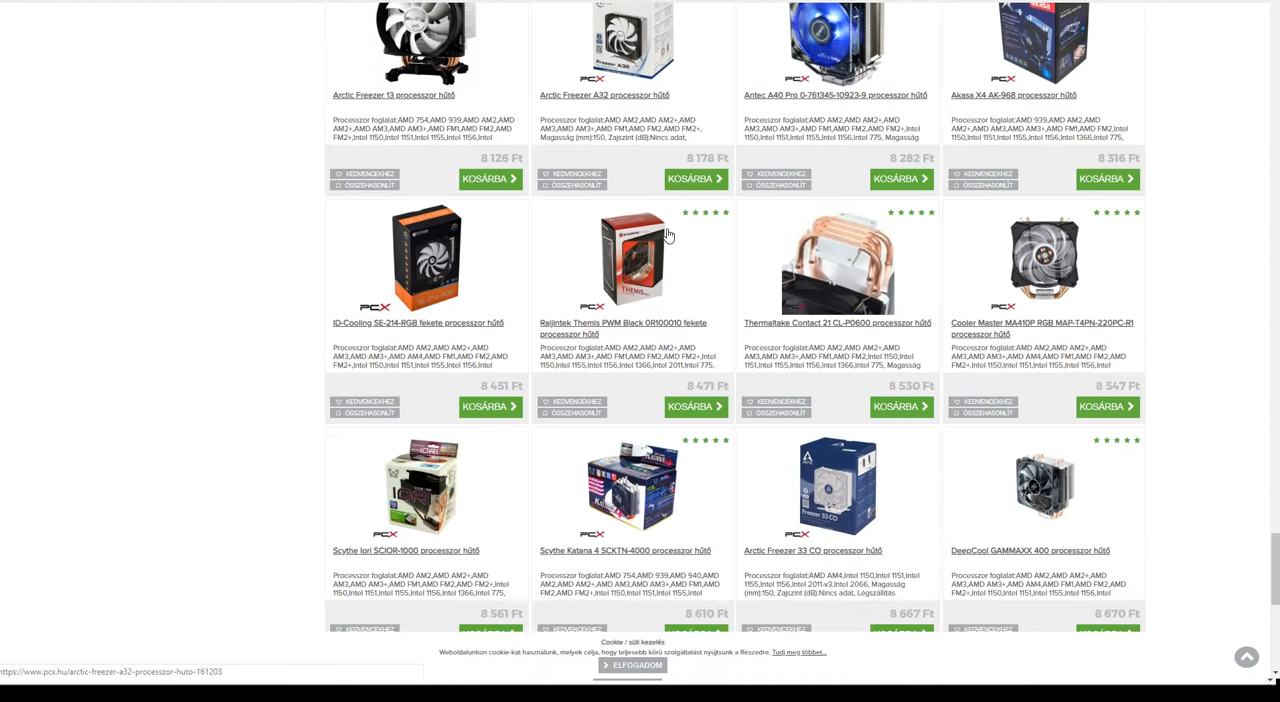 Arctic Freezer 13 processzor hűtő
Processzor foglalat:AMD 754,AMD 939,AMD AM2,AMD
AM2+,AMD AM3,AMD AM3+,AMD FM1,AMD FM2,AMD
FM2+,Intel 1150,Intel 1151,Intel 1155,Intel 1156,Intel
8 126 Ft
KEDVENCEKHEZ
ÖSSZEHASONLÍT
KOSÁRBA
Freezer A32
PCX
Arctic Freezer A32 processzor hűtő
Processzor foglalat:AMD AM2,AMD AM2+,AMD
AM3,AMD AM3+,AMD FM1,AMD FM2,AMD FM2+,
Magasság (mm):150, Zajszint (dB):Nincs adat,
8 178 Ft
KEDVENCEKHEZ
ÖSSZEHASONLÍT
KOSÁRBA
PCX
Antec A40 Pro 0-761345-10923-9 processzor hűtő
Processzor foglalat:AMD AM2,AMD AM2+,AMD
AM3,AMD AM3+,AMD FM1,AMD FM2,AMD FM2+,Intel
1150,Intel 1151,Intel 1155,Intel 1156,Intel 775, Magasság
8 282 Ft
KEDVENCEKHEZ
ÖSSZEHASONLÍT
KOSÁRBA
PCX
Akasa X4 AK-968 processzor hűtő
Processzor foglalat:AMD 939,AMD AM2,AMD
AM2+,AMD AM3,AMD AM3+,AMD FM1,AMD FM2,Intel
1150,Intel 1151,Intel 1155,Intel 1156,Intel 1366,Intel 775,
8 316 Ft
KEDVENCEKHEZ
ÖSSZEHASONLÍT
KOSÁRBA
PCX
ID-Cooling SE-214-RGB fekete processzor hűtő
Processzor foglalat:AMD AM2,AMD AM2+,AMD
AM3,AMD AM3+,AMD AM4,AMD FM1,AMD FM2,AMD
FM2+,Intel 1150,Intel 1151,Intel 1155,Intel 1156,Intel
8 451 Ft
KEDVENCEKHEZ
ÖSSZEHASONLÍT
KOSÁRBA
THEMIS
PCX
Raijintek Themis PWM Black 0R100010 fekete
processzor hűtő
Processzor foglalat:AMD AM2,AMD AM2+,AMD
AM3,AMD AM3+,AMD FM1,AMD FM2,AMD FM2+,Intel
1150,Intel 1155,Intel 1156,Intel 1366,Intel 2011,Intel 775,
8 471 Ft
KEDVENCEKHEZ
ÖSSZEHASONLÍT
KOSÁRBA
PCX
Thermaltake Contact 21 CL-P0600 processzor hűtő
Processzor foglalat:AMD AM2,AMD AM2+,AMD
AM3,AMD AM3+,AMD FM1,AMD FM2,Intel 1150,Intel
1151,Intel 1155,Intel 1156,Intel 1366,Intel 775, Magasság
8 530 Ft
KEDVENCEKHEZ
ÖSSZEHASONLÍT
KOSÁRBA
PCX
Cooler Master MA410P RGB MAP-T4PN-220PC-R1
processzor hűtő
Processzor foglalat:AMD AM2,AMD AM2+,AMD
AM3,AMD AM3+,AMD AM4,AMD FM1,AMD FM2,AMD
FM2+,Intel 1150,Intel 1151,Intel 1155,Intel 1156,Intel
8 547 Ft
KEDVENCEKHEZ
ÖSSZEHASONLÍT
KOSÁRBA
IORI
PCX
Scythe Iori SCIOR-1000 processzor hűtő
Processzor foglalat:AMD AM2,AMD AM2+,AMD
AM3,AMD AM3+,AMD FM1,AMD FM2,AMD FM2+,Intel
1150,Intel 1151,Intel 1155,Intel 1156,Intel 1366,Intel 775,
8 561 Ft
PCX
Scythe Katana 4 SCKTN-4000 processzor hűtő
Processzor foglalat:AMD 754,AMD 939,AMD 940,AMD
AM2,AMD AM2+,AMD AM3,AMD AM3+,AMD FM1,AMD
FM2,AMD FM2+,Intel 1150,Intel 1151,Intel 1155,Intel
8 610 Ft
Freezer 33 CO
PCX
Arctic Freezer 33 CO processzor hűtő
Processzor foglalat:AMD AM4,Intel 1150,Intel 1151,Intel
1155,Intel 1156,Intel 2011-v3,Intel 2066, Magasság
(mm):150, Zajszint (dB):Nincs adat, Légszállítás
8 667 Ft
DeepCool GAMMAXX 400 processzor hűtő
Processzor foglalat:AMD AM2,AMD AM2+,AMD
AM3,AMD AM3+,AMD AM4,AMD FM1,AMD FM2,AMD
FM2+,Intel 1150,Intel 1151,Intel 1155,Intel 1156,Intel
8 670 Ft
Cookie / süti kezelés
Weboldalunkon cookie-kat használunk, melyek célja, hogy teljesebb körű szolgáltatást nyújtsunk a Részedre. Tudj meg többet...
ELFOGADOM
https://www.pcx.hu/arctic-freezer-a32-processzor-huto-161203